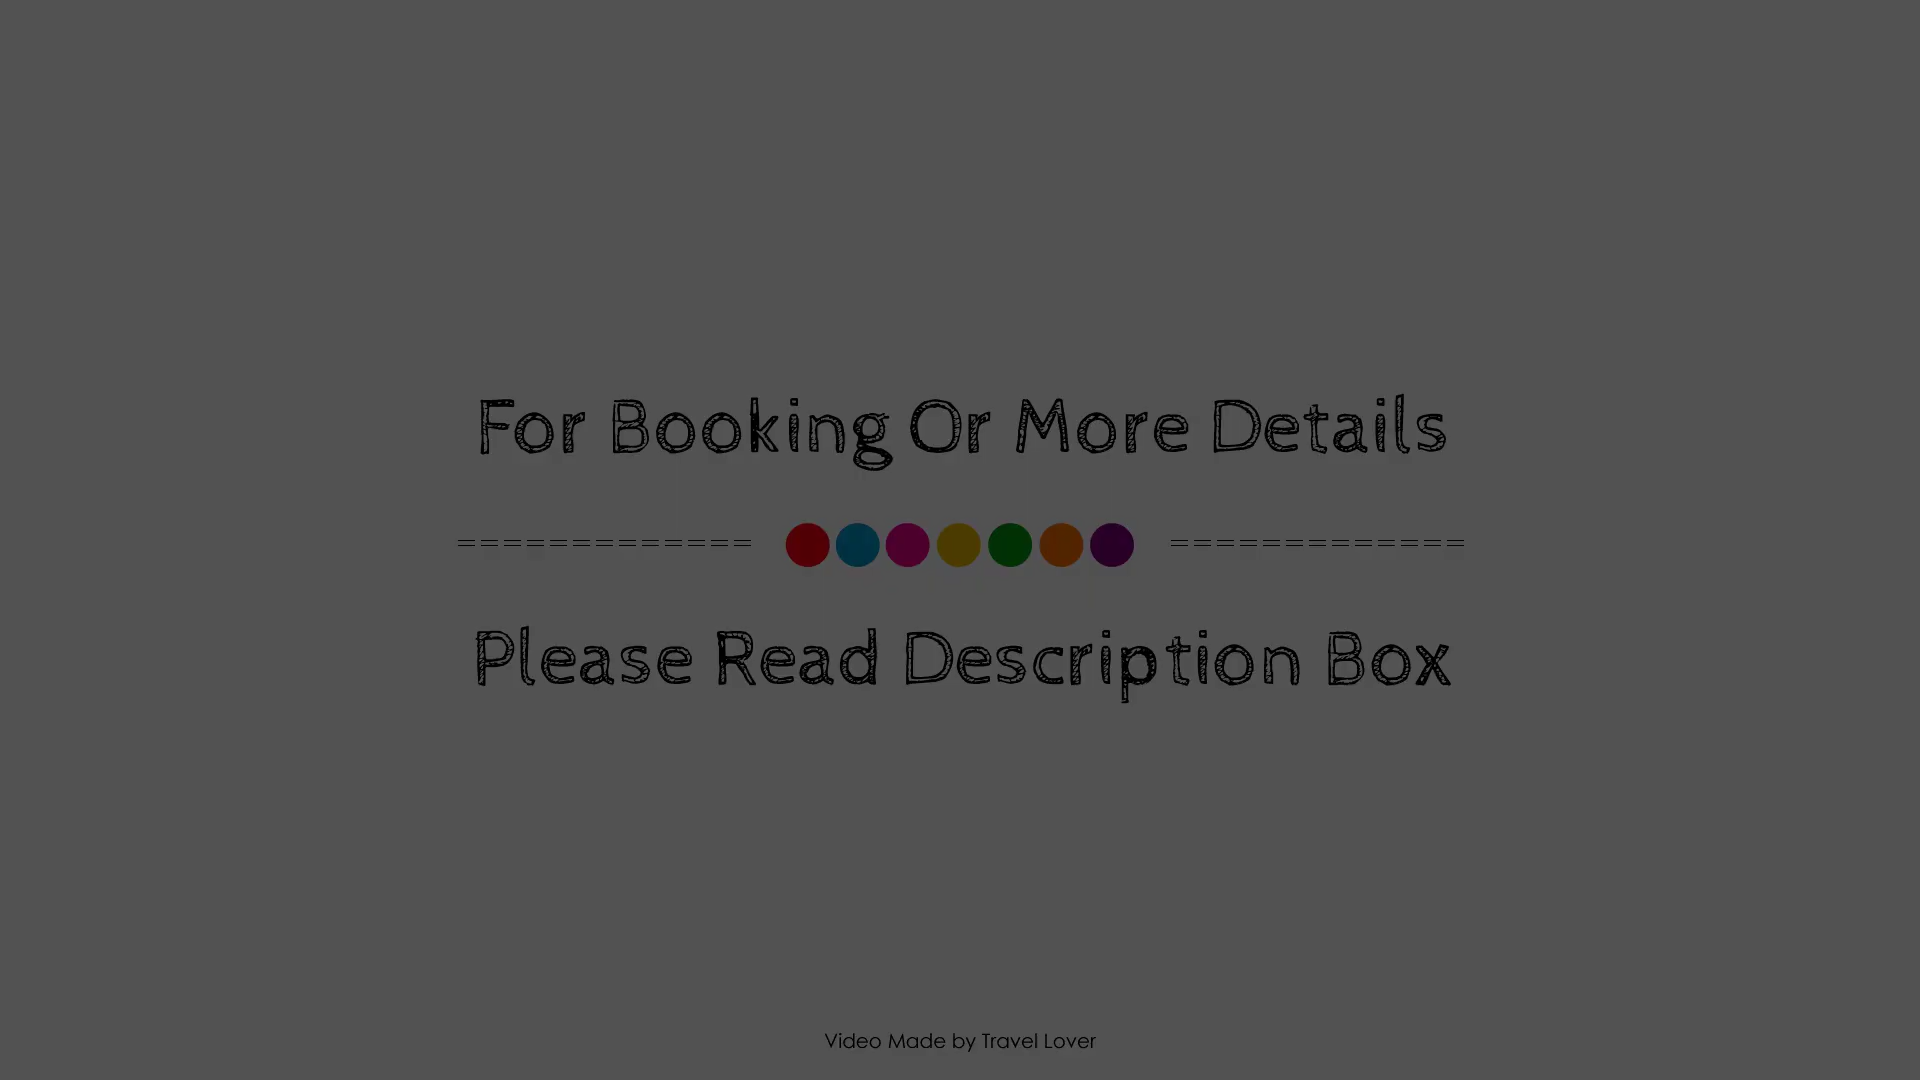 For Booking Or More Details
============= =============
Please Read Description Box
Video Made by Travel Lover